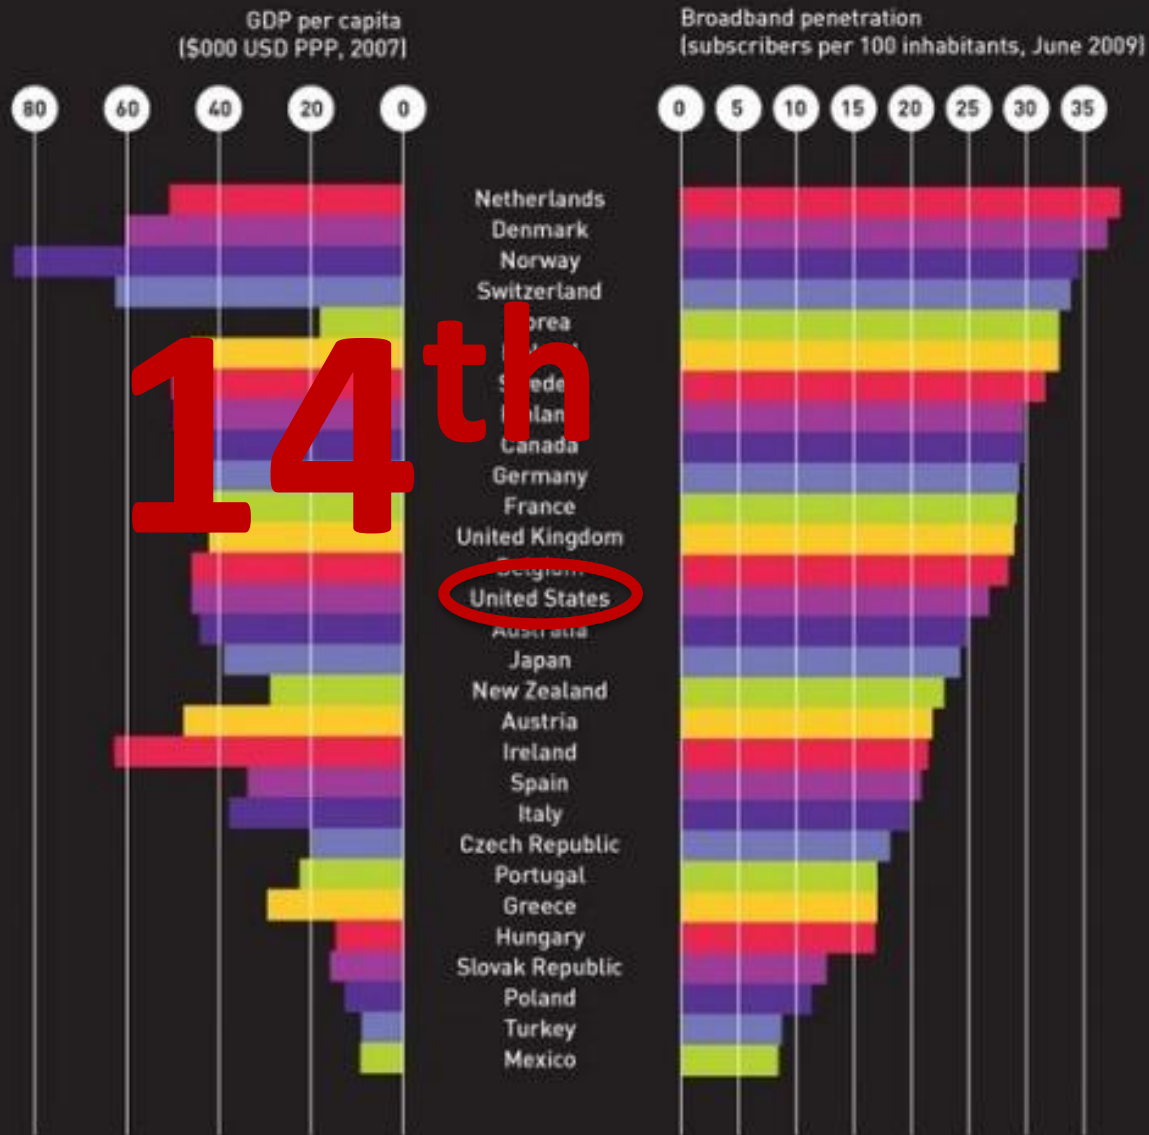 GDP per capita
($000 USD PPP, 2007)
Broadband penetration
(subscribers per 100 inhabitants, June 2009)
80 60 40 20 0
0 5 10 15 20 25 30 35
Netherlands
Denmark
Norway
Switzerland
14th
Canada
Germany
France
United Kingdom
Belgium
United States
Australia
Japan
New Zealand
Austria
Ireland
Spain
Italy
Czech Republic
Portugal
Greece
Hungary
Slovak Republic
Poland
Turkey
Mexico